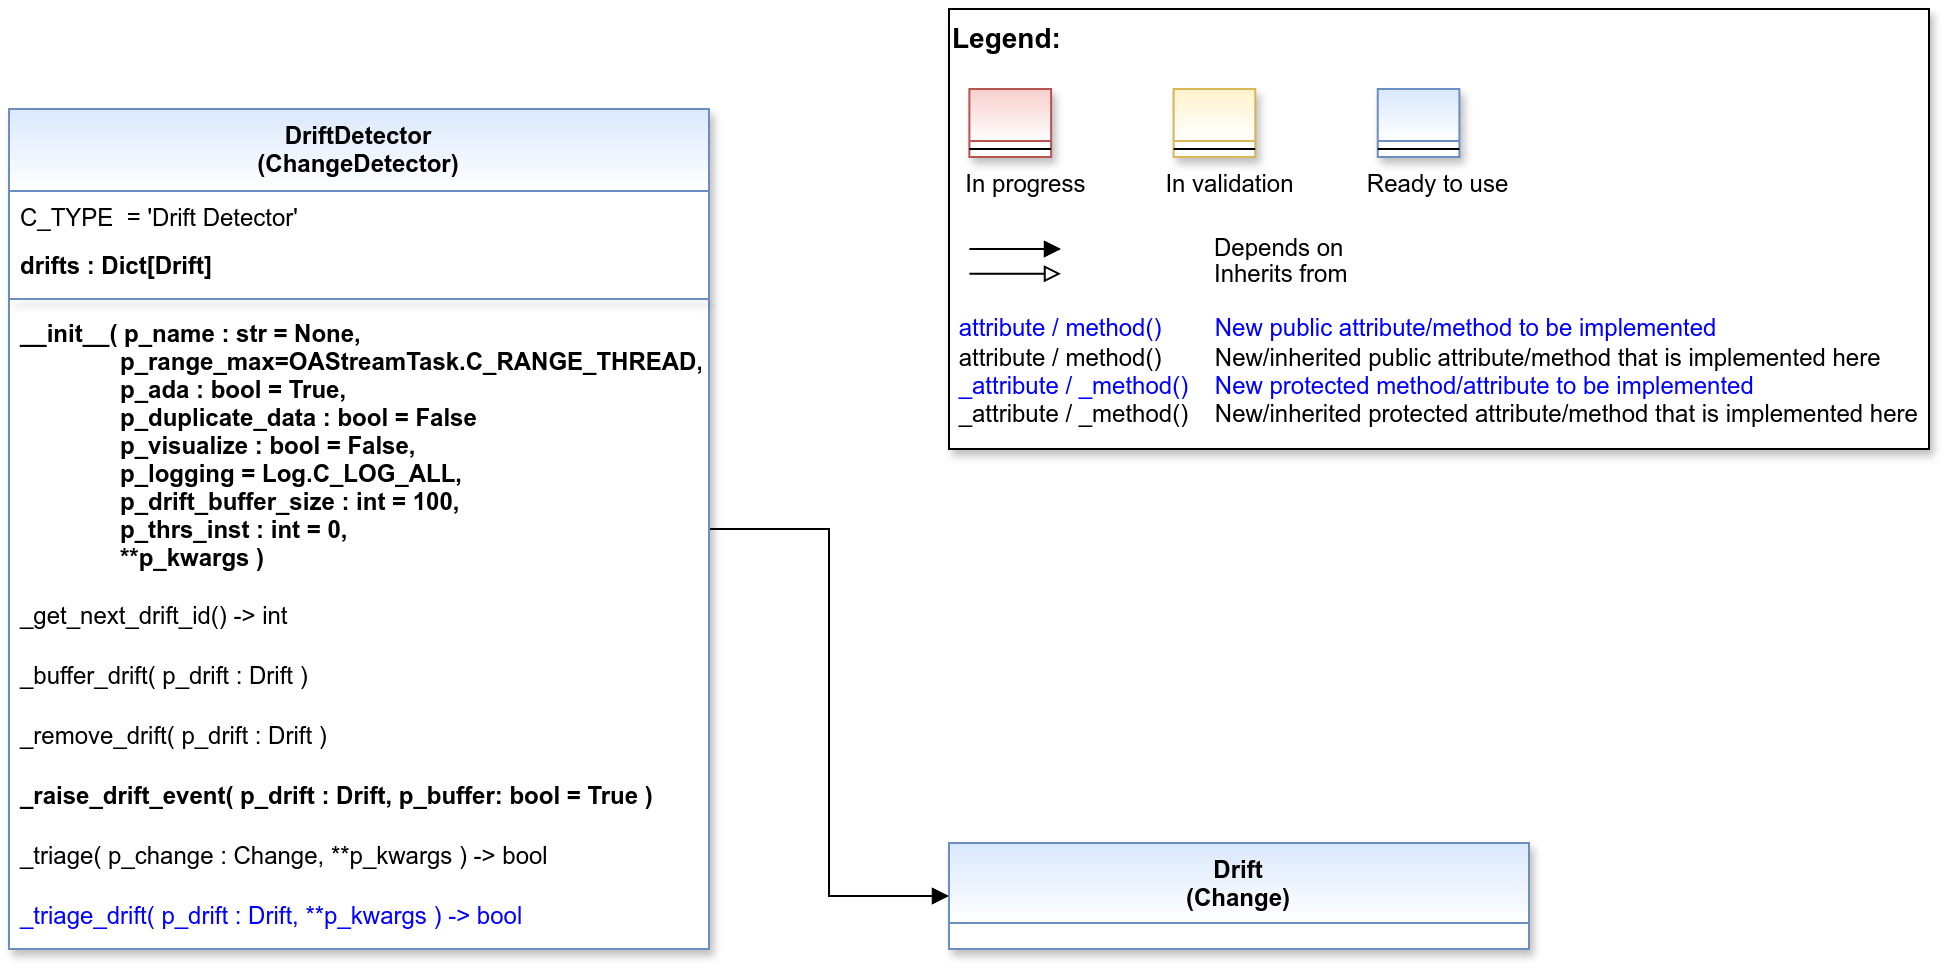 DriftDetector
(ChangeDetector)
C_TYPE  = 'Drift Detector'
drifts : Dict[Drift]
__init__( p_name : str = None,
p_range_max=OAStreamTask.C_RANGE_THREAD,
p_ada : bool = True,
p_duplicate_data : bool = False
p_visualize : bool = False,
p_logging = Log.C_LOG_ALL,
p_drift_buffer_size : int = 100,
p_thrs_inst : int = 0,
**p_kwargs )
_get_next_drift_id() -> int
_buffer_drift( p_drift : Drift )
_remove_drift( p_drift : Drift )
_raise_drift_event( p_drift : Drift, p_buffer: bool = True )
_triage( p_change : Change, **p_kwargs ) -> bool
_triage_drift( p_drift : Drift, **p_kwargs ) -> bool
Legend:
In progress
In validation
Ready to use
Depends on
Inherits from
attribute / method() New public attribute/method to be implemented
attribute / method() New/inherited public attribute/method that is implemented here
_attribute / _method() New protected method/attribute to be implemented
_attribute / _method() New/inherited protected attribute/method that is implemented here
Drift
(Change)